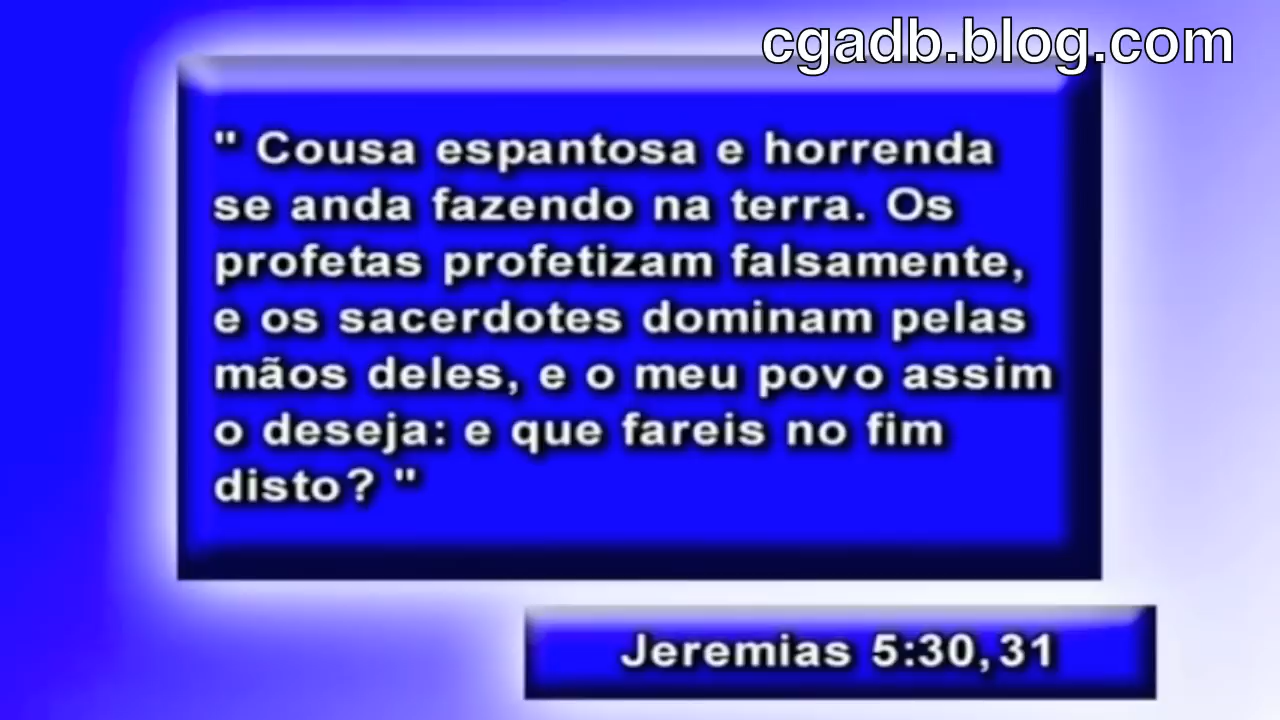 cgadb.blog.com
" Cousa espantosa e horrenda
se anda fazendo na terra. Os
profetas profetizam falsamente,
e os sacerdotes dominam pelas
mãos deles, e o meu povo assim
o deseja: e que fareis no fim
disto? "
Jeremias 5:30,31